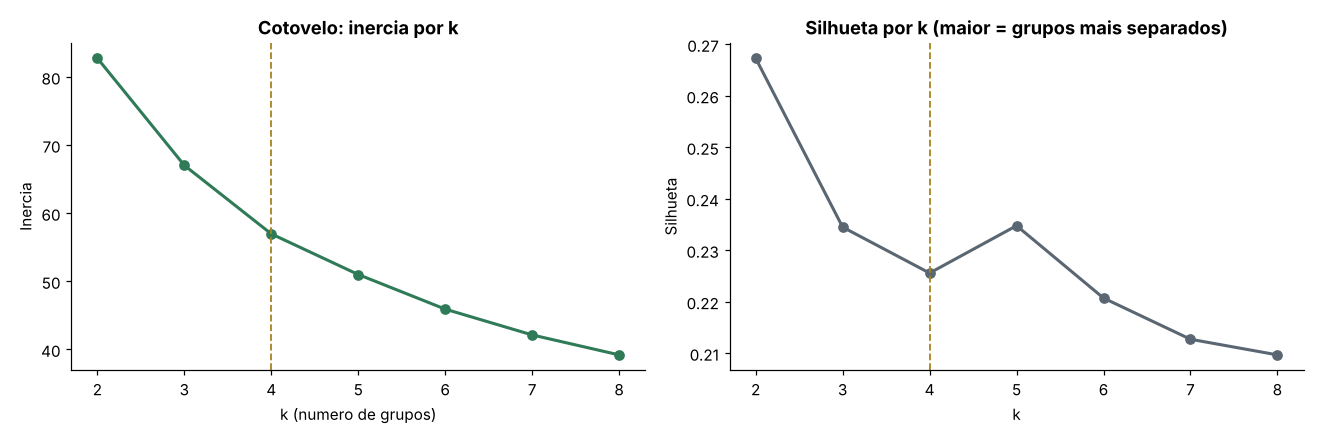 Cotovelo: inercia por k
Inercia
80
70
60
50
40
2 3 4 5 6 7 8
k (numero de grupos)
Silhueta por k (maior = grupos mais separados)
Silhueta
0.27
0.26
0.25
0.24
0.23
0.22
0.21
2 3 4 5 6 7 8
k